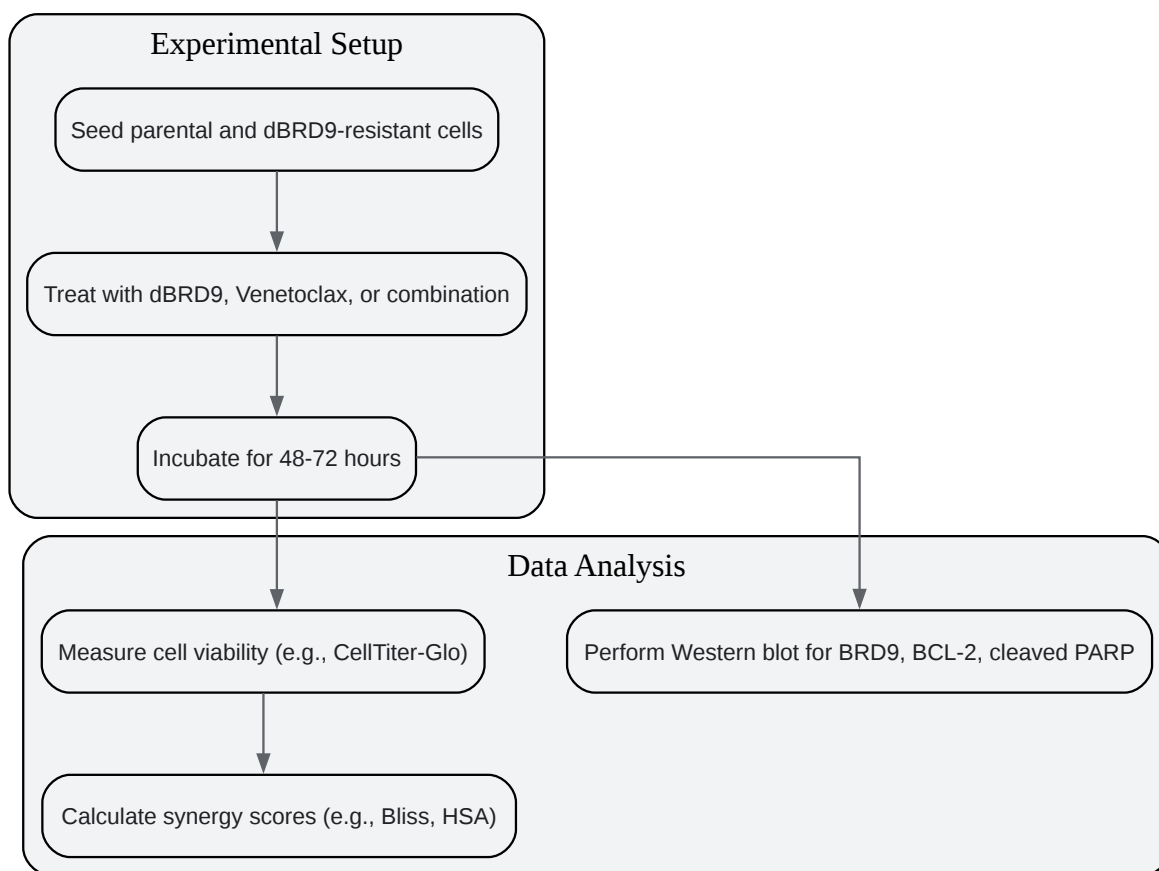 Experimental Setup
Seed parental and dBRD9-resistant cells
Treat with dBRD9, Venetoclax, or combination
Incubate for 48-72 hours
Data Analysis
Measure cell viability (e.g., CellTiter-Glo)
Perform Western blot for BRD9, BCL-2, cleaved PARP
Calculate synergy scores (e.g., Bliss, HSA)